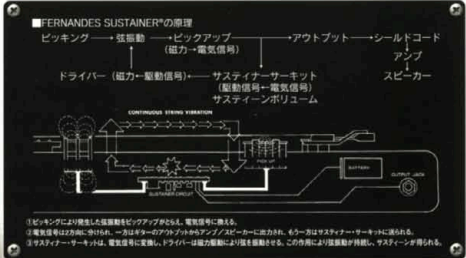 ■FERNANDES SUSTAINER®の原理
ピッキング→弦振動→ピックアップ→アウトプット→シールドコード
(磁力→電気信号)
アンプ
ドライバー(磁力←駆動信号)←サスティナーサーキット
スピーカー
(駆動信号←電気信号)
サスティーンボリューム
CONTINUOUS STRING VIBRATION
PICK UP
BATTERY
OUTPUT JACK
SUSTAINER CIRCUIT
①ピッキングにより発生した弦振動をピックアップがとらえ、電気信号に換える。
②電気信号は2方向に分けられ、一方はギターのアウトプットからアンプ/スピーカーに出力され、もう一方はサスティナー・サーキットに送られる。
③サスティナー・サーキットは、電気信号に変換し、ドライバーは磁力駆動により弦を振動させる。この作用により弦振動が持続し、サスティーンが得られる。